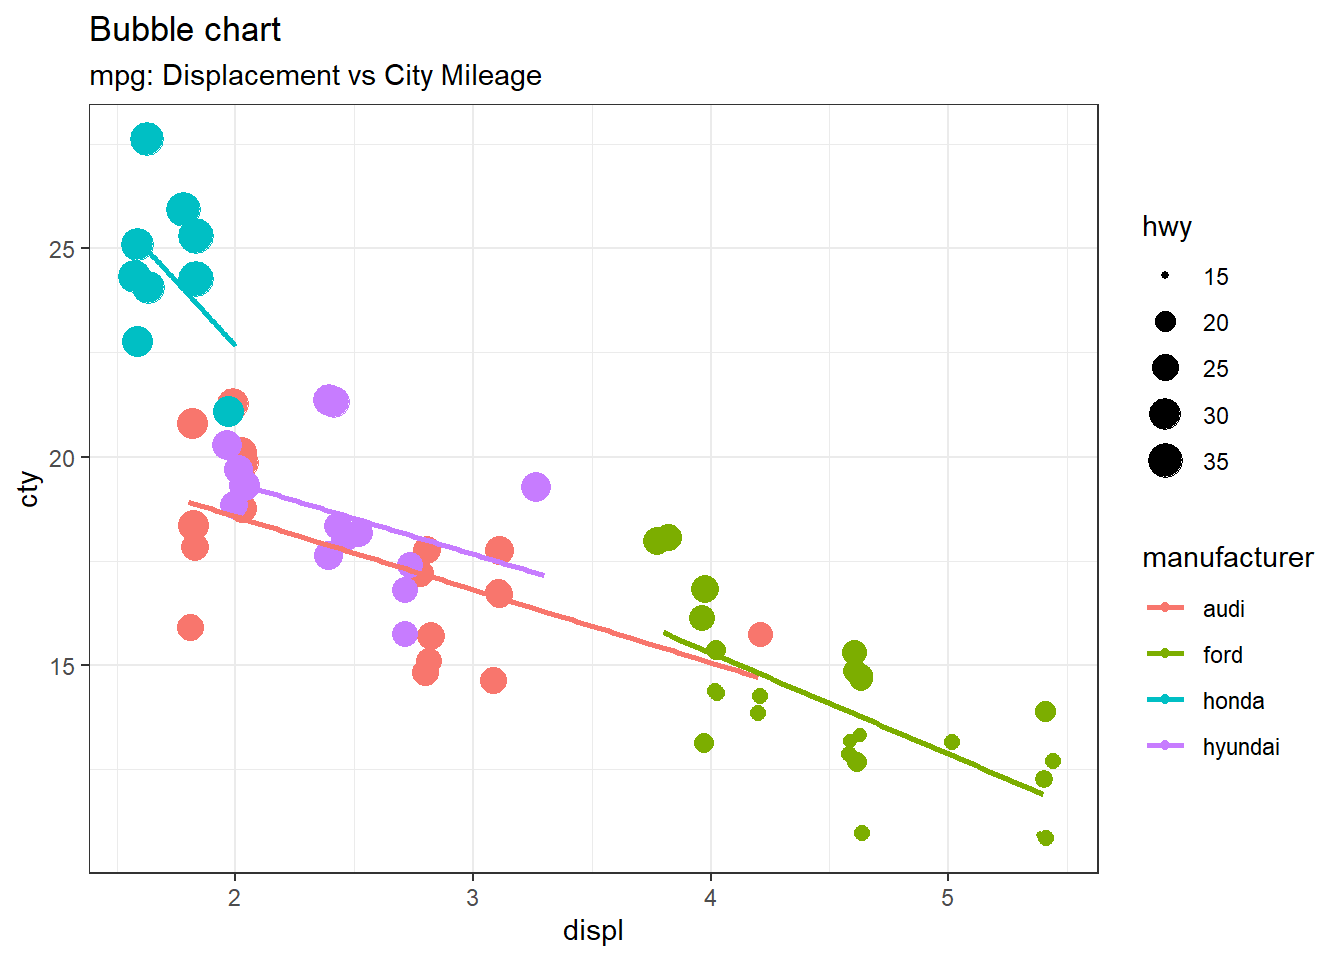 Bubble chart
mpg: Displacement vs City Mileage
cty
25
20
15
2
3
4
5
displ
hwy
15
20
25
30
35
manufacturer
audi
ford
honda
hyundai